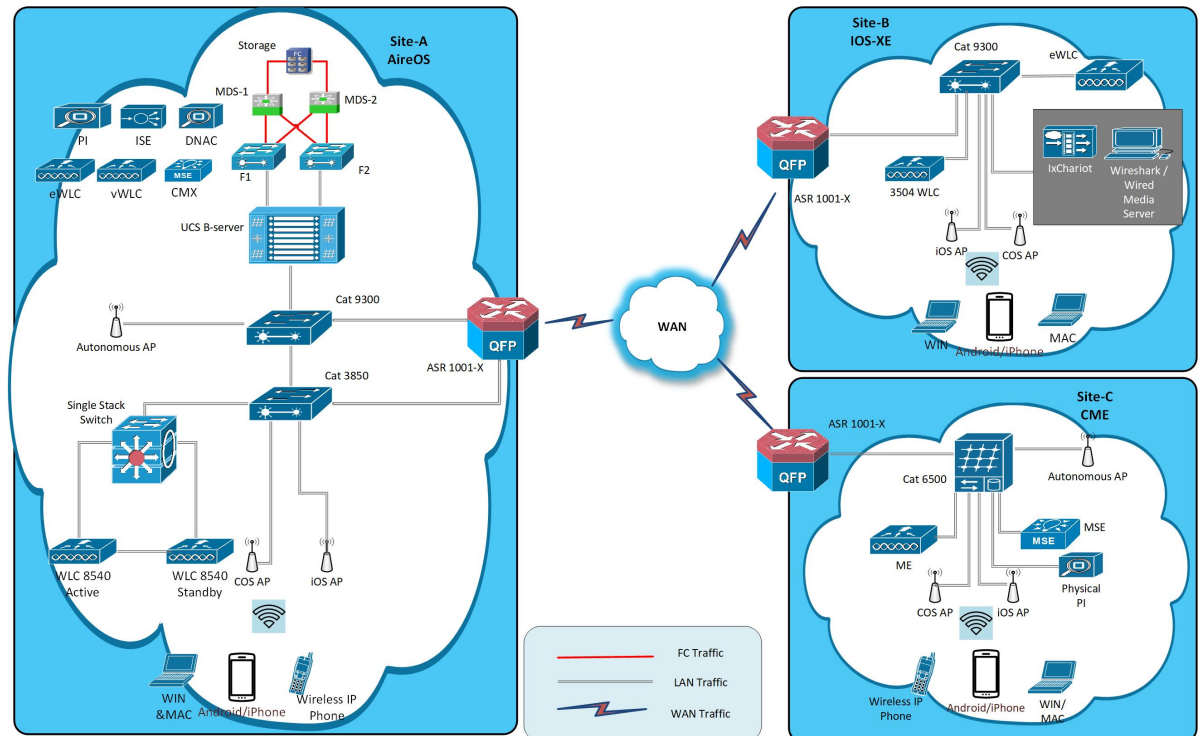 Site-A
AireOS
Storage
FC
MDS-1
MDS-2
PI
ISE
DNAC
F1
F2
eWLC
vWLC
MSE
CMX
UCS B-server
Cat 9300
Autonomous AP
QFP
ASR 1001-X
Cat 3850
Single Stack
Switch
WLC 8540
Active
WLC 8540
Standby
COS AP
iOS AP
WIN
&MAC
Android/iPhone
Wireless IP
Phone
WAN
FC Traffic
LAN Traffic
WAN Traffic
Site-B
IOS-XE
Cat 9300
eWLC
QFP
ASR 1001-X
3504 WLC
IxChariot
Wireshark /
Wired
Media
Server
iOS AP
COS AP
WIN
Android/iPhone
MAC
Site-C
CME
ASR 1001-X
QFP
Cat 6500
Autonomous AP
ME
MSE
MSE
Physical
PI
COS AP
iOS AP
Wireless IP
Phone
Android/iPhone
WIN/
MAC